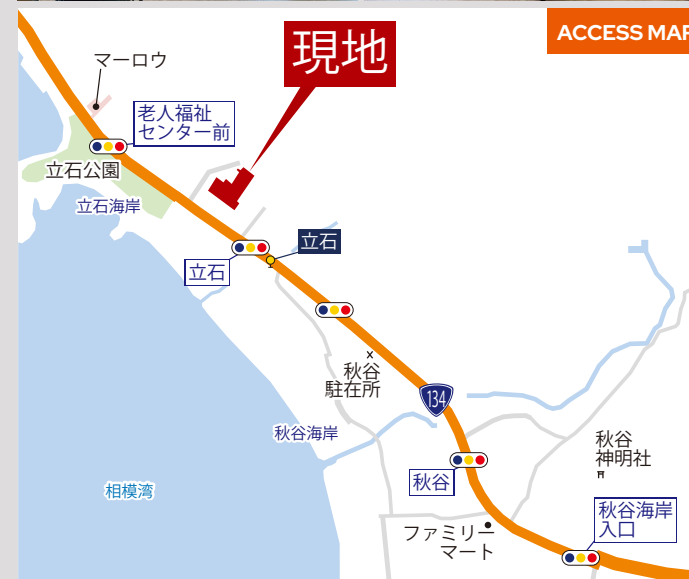 ACCESS MAP
現地
マーロウ
老人福祉
センター前
立石公園
立石海岸
立石
立石
134
秋谷
駐在所
秋谷海岸
秋谷
神明社
相模湾
秋谷
秋谷海岸
入口
ファミリー
マート